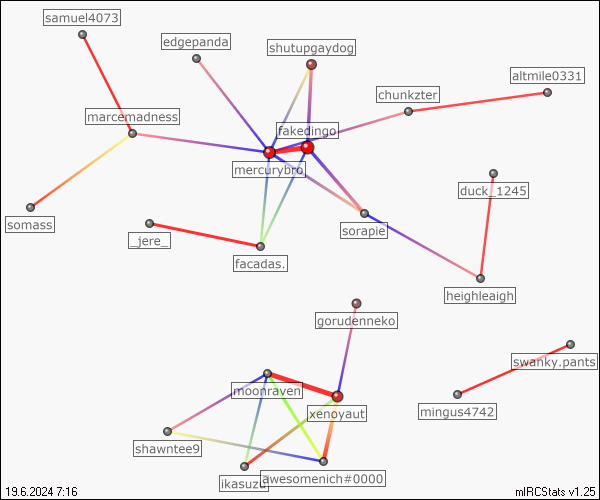 samuel4073
edgepanda
shutupgaydog
altmile0331
chunkzter
marcemadness
fakedingo
mercurybro
duck_1245
somass
_jere_
sorapie
facadas.
heighleaigh
gorudenneko
swanky.pants
moonraven
xenoyaut
mingus4742
shawntee9
ikasuzu
awesomenich#0000
19.6.2024 7:16
mIRCStats v1.25